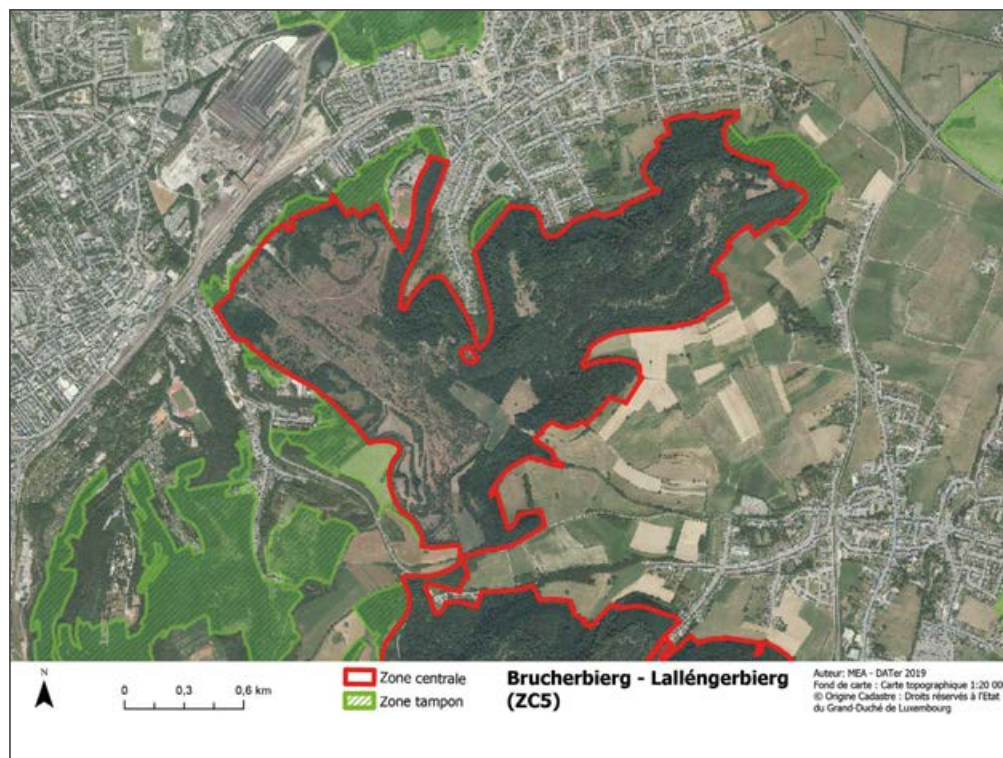 N
0
0,3
0,6 km
Zone centrale
Zone tampon
Brucherbierg - Lalléngerbierg
(ZC5)
Auteur: MEA - DATer 2019
Fond de carte : Carte topographique 1:20 00
© Origine Cadastre : Droits réservés à l'Etat
du Grand-Duché de Luxembourg